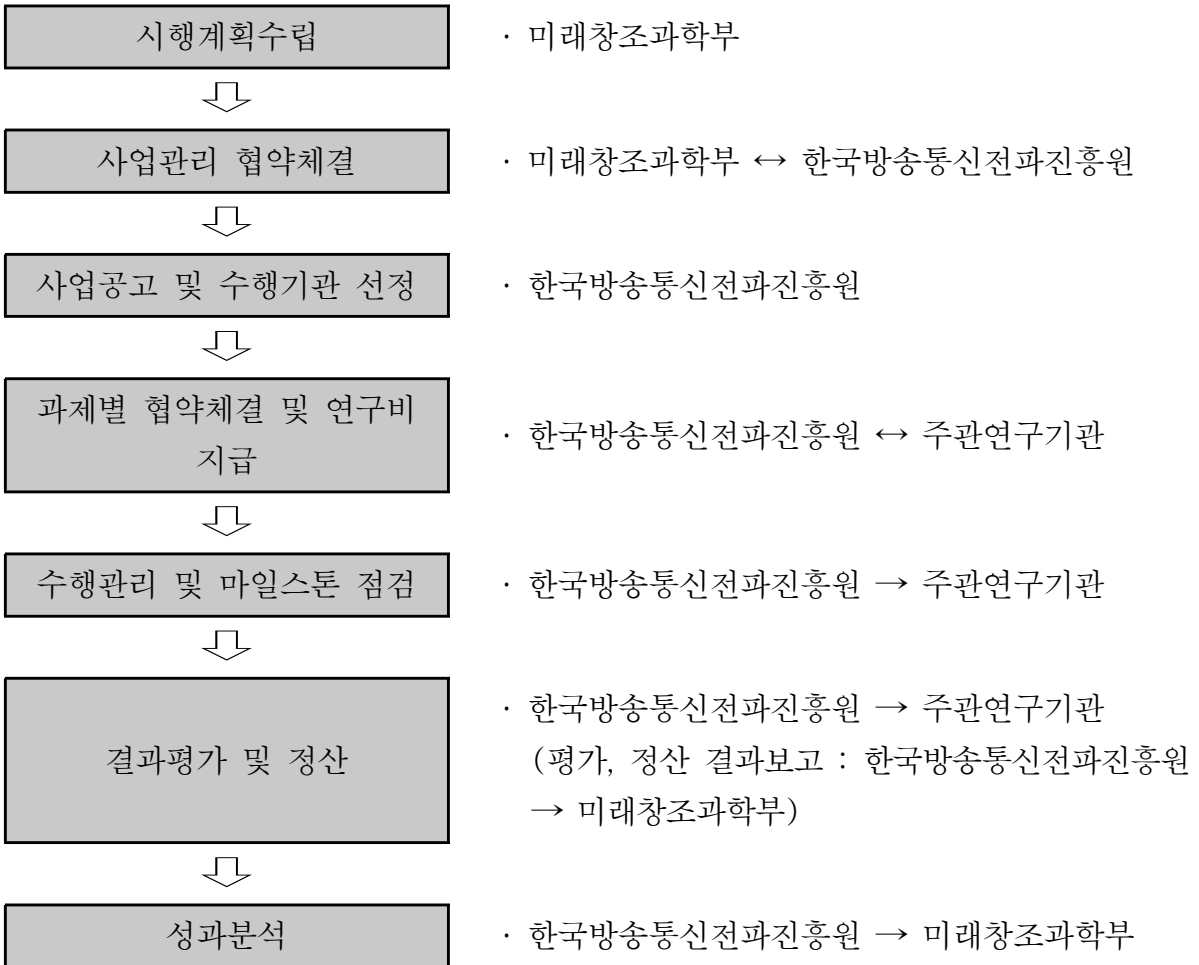 시행계획수립 · 미래창조과학부
사업관리 협약체결 · 미래창조과학부 ↔ 한국방송통신전파진흥원
사업공고 및 수행기관 선정 · 한국방송통신전파진흥원
과제별 협약체결 및 연구비
지급
· 한국방송통신전파진흥원 ↔ 주관연구기관
수행관리 및 마일스톤 점검 · 한국방송통신전파진흥원 → 주관연구기관
결과평가 및 정산
· 한국방송통신전파진흥원 → 주관연구기관
(평가, 정산 결과보고 : 한국방송통신전파진흥원
→ 미래창조과학부)
성과분석 · 한국방송통신전파진흥원 → 미래창조과학부